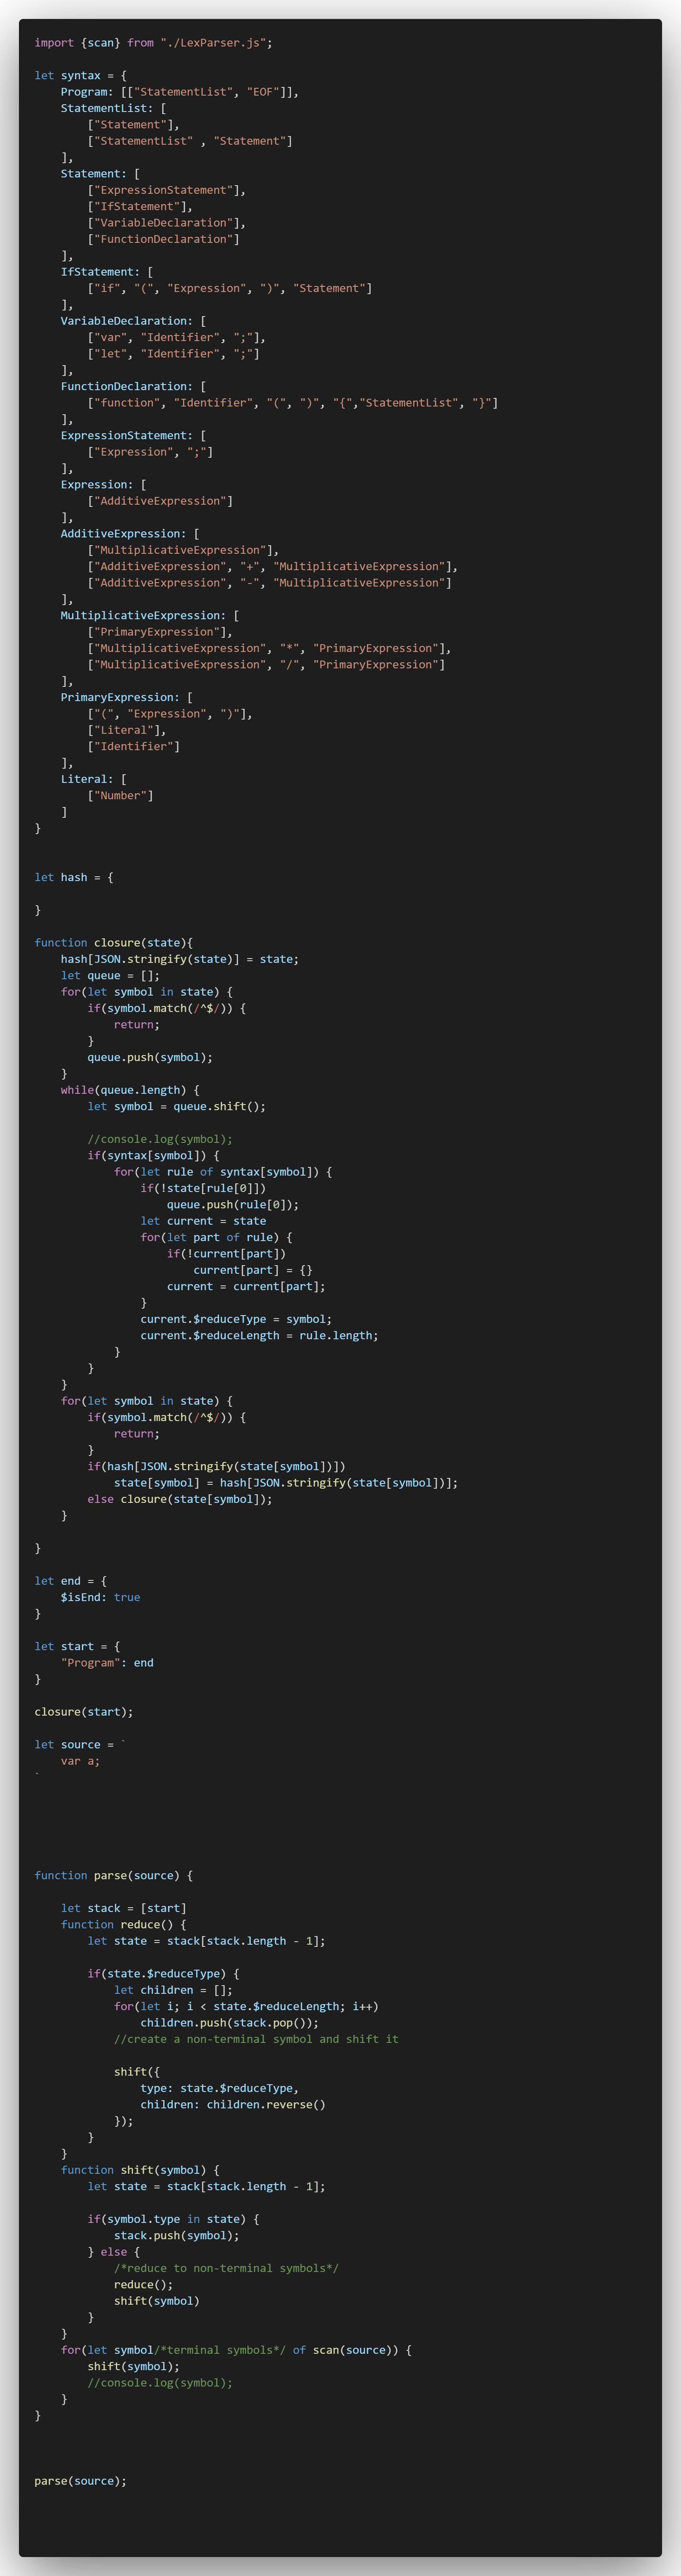 import {scan} from "./LexParser.js";

let syntax = {
    Program: [["StatementList", "EOF"]],
    StatementList: [
        ["Statement"],
        ["StatementList" , "Statement"]
    ],
    Statement: [
        ["ExpressionStatement"],
        ["IfStatement"],
        ["VariableDeclaration"],
        ["FunctionDeclaration"]
    ],
    IfStatement: [
        ["if", "(", "Expression", ")", "Statement"]
    ],
    VariableDeclaration: [
        ["var", "Identifier", ";"],
        ["let", "Identifier", ";"]
    ],
    FunctionDeclaration: [
        ["function", "Identifier", "(", ")", "{","StatementList", "}"]
    ],
    ExpressionStatement: [
        ["Expression", ";"]
    ],
    Expression: [
        ["AdditiveExpression"]
    ],
    AdditiveExpression: [
        ["MultiplicativeExpression"],
        ["AdditiveExpression", "+", "MultiplicativeExpression"],
        ["AdditiveExpression", "-", "MultiplicativeExpression"]
    ],
    MultiplicativeExpression: [
        ["PrimaryExpression"],
        ["MultiplicativeExpression", "*", "PrimaryExpression"],
        ["MultiplicativeExpression", "/", "PrimaryExpression"]
    ],
    PrimaryExpression: [
        ["(", "Expression", ")"],
        ["Literal"],
        ["Identifier"]
    ],
    Literal: [
        ["Number"]
    ]
}


let hash = {

}

function closure(state){
    hash[JSON.stringify(state)] = state;
    let queue = [];
    for(let symbol in state) {
        if(symbol.match(/^$/)) {
            return;
        }
        queue.push(symbol);
    }
    while(queue.length) {
        let symbol = queue.shift();

        //console.log(symbol);
        if(syntax[symbol]) {
            for(let rule of syntax[symbol]) {
                if(!state[rule[0]])
                    queue.push(rule[0]);
                let current = state
                for(let part of rule) {
                    if(!current[part])
                        current[part] = {}
                    current = current[part];
                }
                current.$reduceType = symbol;
                current.$reduceLength = rule.length;
            }
        }
    }
    for(let symbol in state) {
        if(symbol.match(/^$/)) {
            return;
        }
        if(hash[JSON.stringify(state[symbol])])
            state[symbol] = hash[JSON.stringify(state[symbol])];
        else closure(state[symbol]);
    }

}

let end = {
    $isEnd: true
}

let start = {
    "Program": end
}

closure(start);

let source = `
    var a;
`





function parse(source) {

    let stack = [start]
    function reduce() {
        let state = stack[stack.length - 1];

        if(state.$reduceType) {
            let children = [];
            for(let i; i < state.$reduceLength; i++)
                children.push(stack.pop());
            //create a non-terminal symbol and shift it

            shift({
                type: state.$reduceType,
                children: children.reverse()
            });
        }
    }
    function shift(symbol) {
        let state = stack[stack.length - 1];

        if(symbol.type in state) {
            stack.push(symbol);
        } else {
            /*reduce to non-terminal symbols*/
            reduce();
            shift(symbol)
        }
    }
    for(let symbol/*terminal symbols*/ of scan(source)) {
        shift(symbol);
        //console.log(symbol);
    }
}



parse(source);